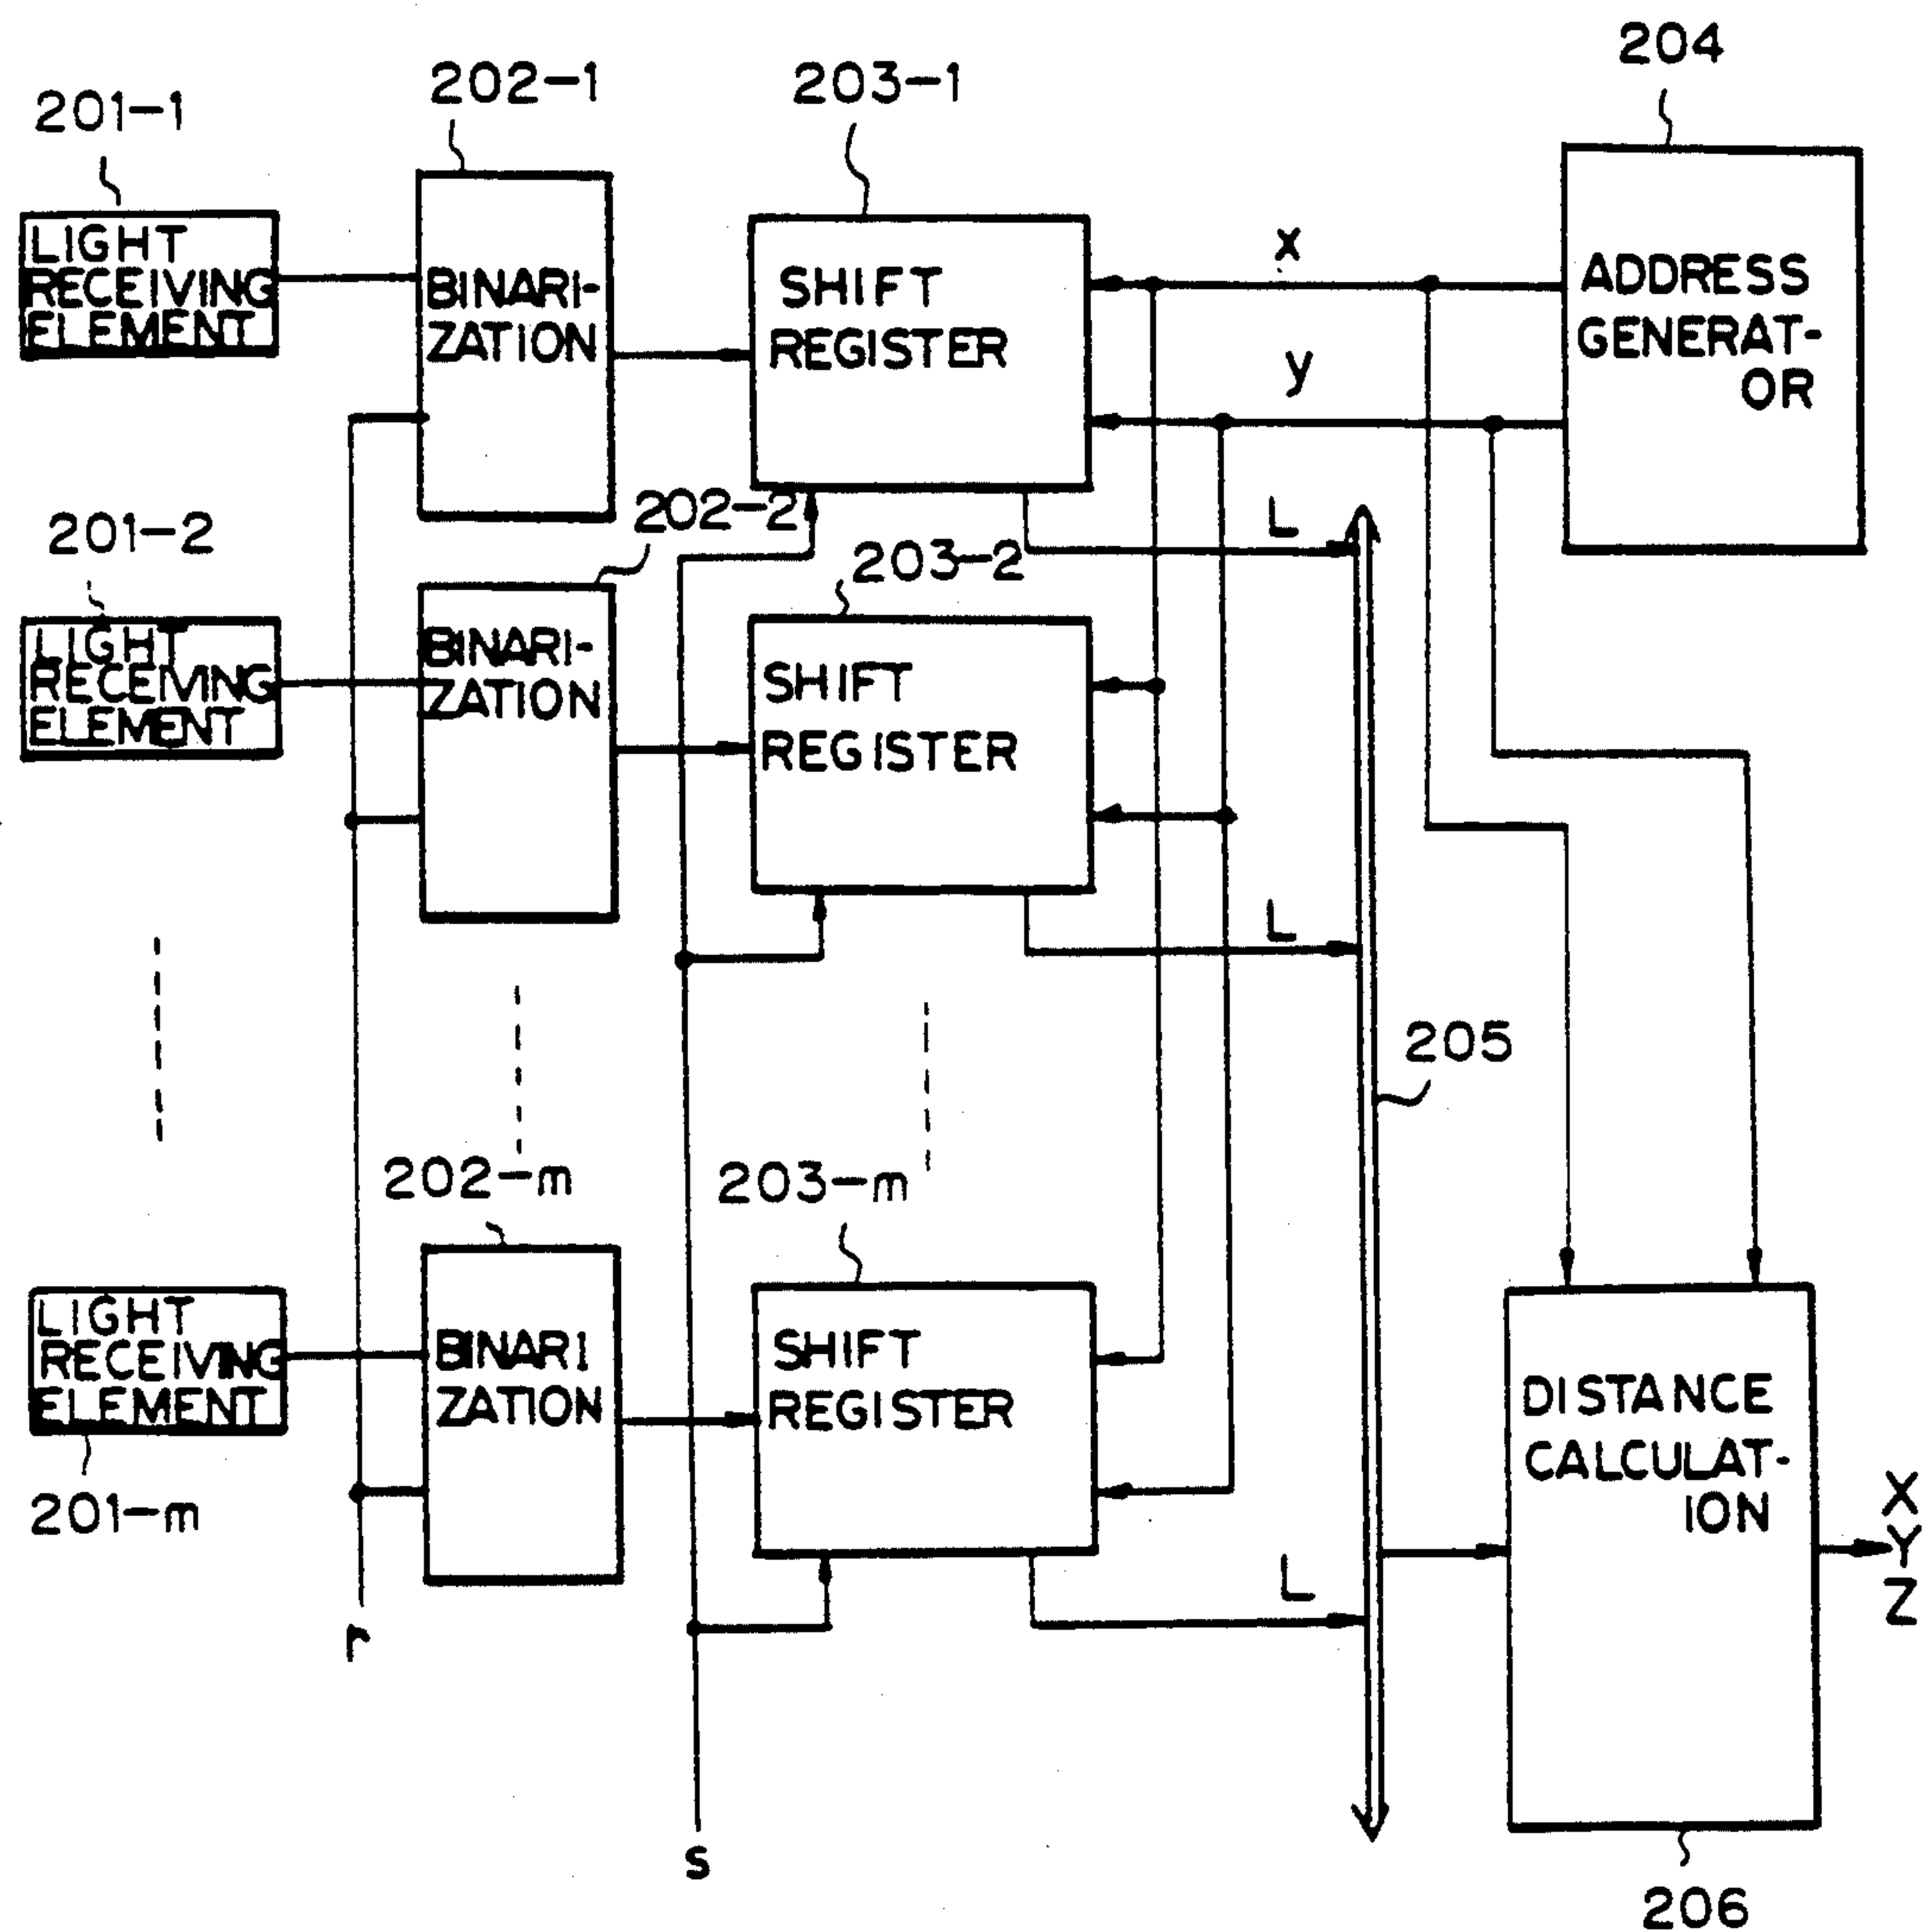 204
202-1
203-1
201-1
LIGHT
RECEIVING
ELEMENT
BINARI-
ZATION
SHIFT
REGISTER
x
y
ADDRESS
GENERAT-
OR
202-2
L
201-2
203-2
LIGHT
RECEIVING
ELEMENT
BINARI-
ZATION
SHIFT
REGISTER
L
205
202-m
203-m
LIGHT
RECEIVING
ELEMENT
BINARI
ZATION
SHIFT
REGISTER
DISTANCE
CALCULAT-
ION
X
Y
Z
201-m
L
r
s
206